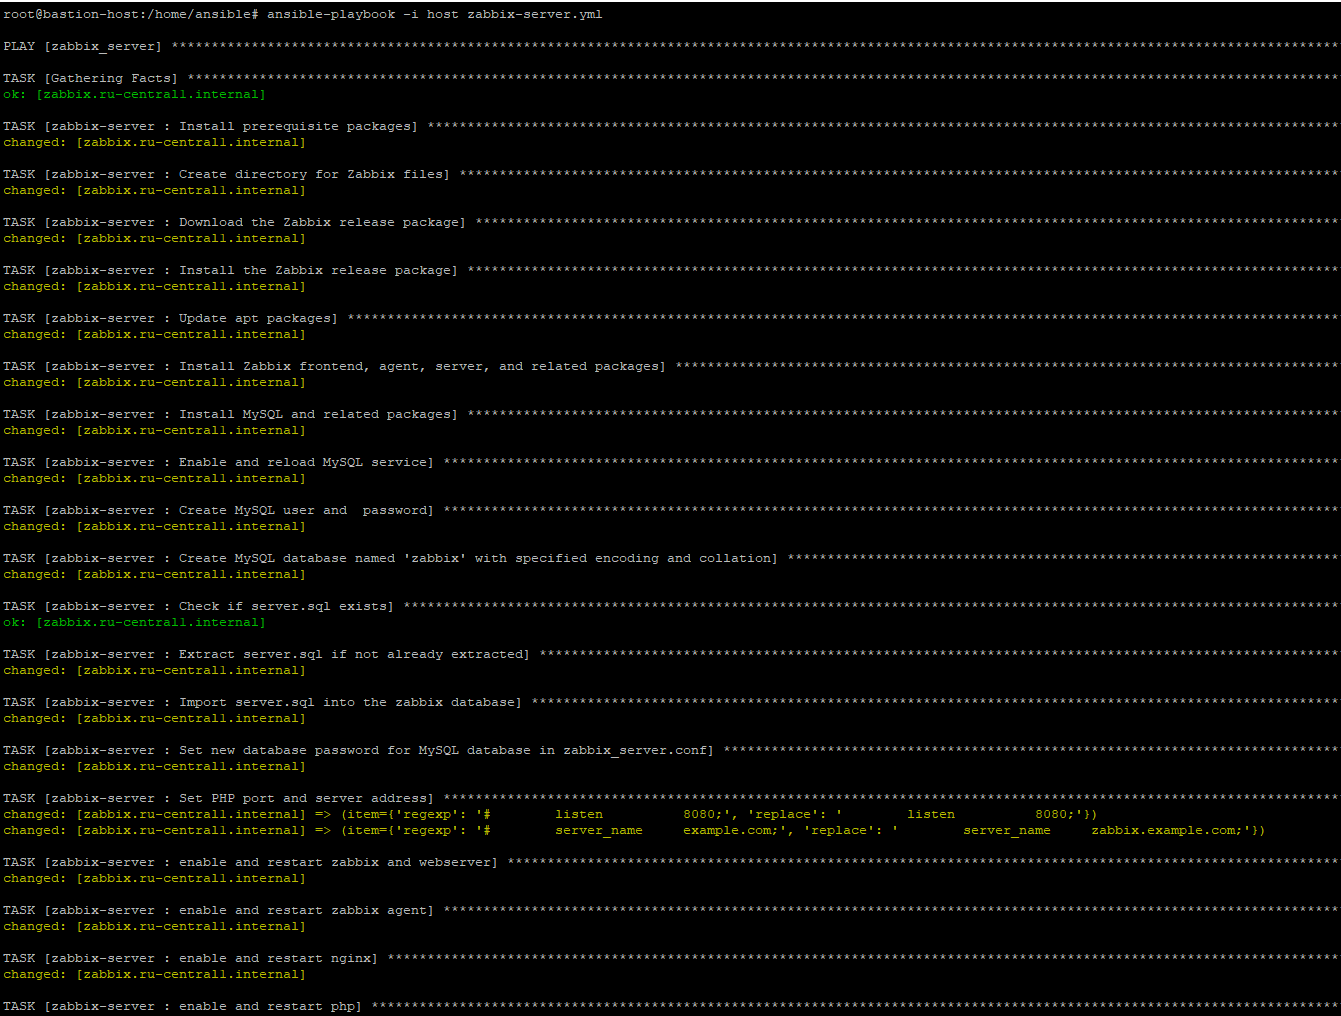 root@bastion-host:/home/ansible# ansible-playbook -i host zabbix-server.yml
PLAY [zabbix_server] ***************************************************************************************************************************************************
TASK [Gathering Facts] *************************************************************************************************************************************************
ok: [zabbix.ru-central1.internal]
TASK [zabbix-server : Install prerequisite packages] *******************************************************************************************************************
changed: [zabbix.ru-central1.internal]
TASK [zabbix-server : Create directory for Zabbix files] ***************************************************************************************************************
changed: [zabbix.ru-central1.internal]
TASK [zabbix-server : Download the Zabbix release package] *************************************************************************************************************
changed: [zabbix.ru-central1.internal]
TASK [zabbix-server : Install the Zabbix release package] **************************************************************************************************************
changed: [zabbix.ru-central1.internal]
TASK [zabbix-server : Update apt packages] *****************************************************************************************************************************
changed: [zabbix.ru-central1.internal]
TASK [zabbix-server : Install Zabbix frontend, agent, server, and related packages] ************************************************************************************
changed: [zabbix.ru-central1.internal]
TASK [zabbix-server : Install MySQL and related packages] **************************************************************************************************************
changed: [zabbix.ru-central1.internal]
TASK [zabbix-server : Enable and reload MySQL service] *****************************************************************************************************************
changed: [zabbix.ru-central1.internal]
TASK [zabbix-server : Create MySQL user and  password] *****************************************************************************************************************
changed: [zabbix.ru-central1.internal]
TASK [zabbix-server : Create MySQL database named 'zabbix' with specified encoding and collation] **********************************************************************
changed: [zabbix.ru-central1.internal]
TASK [zabbix-server : Check if server.sql exists] **********************************************************************************************************************
ok: [zabbix.ru-central1.internal]
TASK [zabbix-server : Extract server.sql if not already extracted] *****************************************************************************************************
changed: [zabbix.ru-central1.internal]
TASK [zabbix-server : Import server.sql into the zabbix database] ******************************************************************************************************
changed: [zabbix.ru-central1.internal]
TASK [zabbix-server : Set new database password for MySQL database in zabbix_server.conf] ******************************************************************************
changed: [zabbix.ru-central1.internal]
TASK [zabbix-server : Set PHP port and server address] *****************************************************************************************************************
changed: [zabbix.ru-central1.internal] => (item={'regexp': '#        listen          8080;', 'replace': '        listen          8080;'})
changed: [zabbix.ru-central1.internal] => (item={'regexp': '#        server_name     example.com;', 'replace': '        server_name     zabbix.example.com;'})
TASK [zabbix-server : enable and restart zabbix and webserver] *********************************************************************************************************
changed: [zabbix.ru-central1.internal]
TASK [zabbix-server : enable and restart zabbix agent] *****************************************************************************************************************
changed: [zabbix.ru-central1.internal]
TASK [zabbix-server : enable and restart nginx] ************************************************************************************************************************
changed: [zabbix.ru-central1.internal]
TASK [zabbix-server : enable and restart php] **************************************************************************************************************************